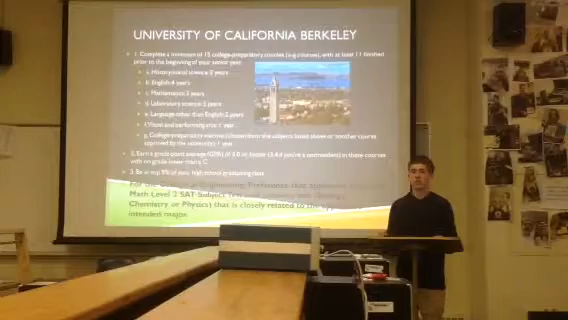 UNIVERSITY OF CALIFORNIA BERKELEY
1. Complete a minimum of 15 college-preparatory courses (a-g courses), with at least 11 finished
prior to the beginning of your senior year.
a. History/social science-2 years
b. English-4 years
c. Mathematics-3 years
d. Laboratory science-2 years
e. Language other than English-2 years
f. Visual and performing arts-1 year
g. College-preparatory elective (chosen from the subjects listed above or another course
approved by the university)-1 year
2. Earn a grade point average (GPA) of 3.0 or better (3.4 if you're a nonresident) in these courses
with no grade lower than a C
3. Be in top 9% of high school graduating class
For the
Math Level 2 SAT Subject Test
Chemistry or Physics) that is closely related to the
intended major